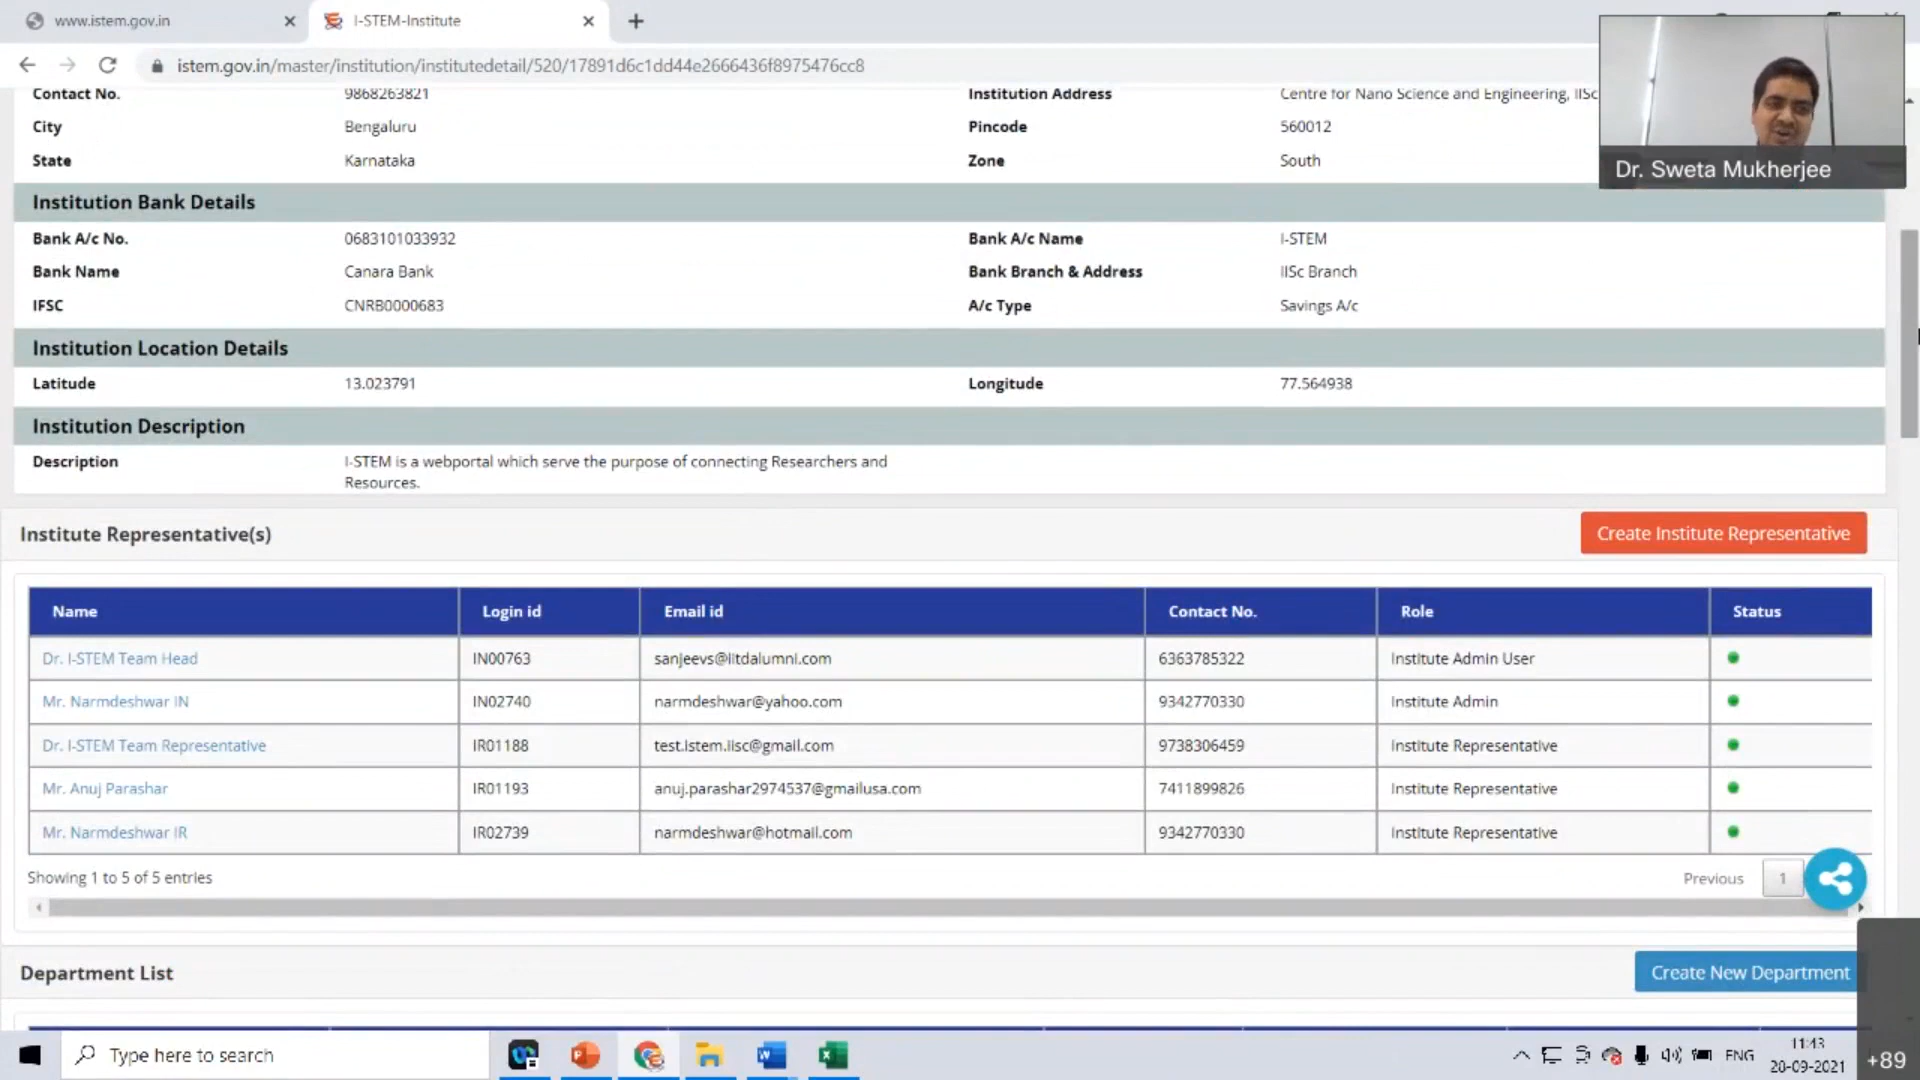 www.istem.gov.in
I-STEM-Institute
istem.gov.in/master/institution/institutedetail/520/17891d6c1dd44e2666436f8975476cc8
Contact No. 9868263821 Institution Address Centre for Nano Science and Engineering, IISc
City Bengaluru Pincode 560012
State Karnataka Zone South
Dr. Sweta Mukherjee
Institution Bank Details
Bank A/c No. 0683101033932 Bank A/c Name I-STEM
Bank Name Canara Bank Bank Branch & Address IISc Branch
IFSC CNRB0000683 A/c Type Savings A/c
Institution Location Details
Latitude 13.023791 Longitude 77.564938
Institution Description
Description I-STEM is a webportal which serve the purpose of connecting Researchers and
Resources.
Institute Representative(s) Create Institute Representative
Name Login id Email id Contact No. Role Status
Dr. I-STEM Team Head IN00763 sanjeevs@iitdalumni.com 6363785322 Institute Admin User
Mr. Narmdeshwar IN IN02740 narmdeshwar@yahoo.com 9342770330 Institute Admin
Dr. I-STEM Team Representative IR01188 test.istem.iisc@gmail.com 9738306459 Institute Representative
Mr. Anuj Parashar IR01193 anuj.parashar2974537@gmailusa.com 7411899826 Institute Representative
Mr. Narmdeshwar IR IR02739 narmdeshwar@hotmail.com 9342770330 Institute Representative
Showing 1 to 5 of 5 entries Previous 1
Department List Create New Department
Type here to search
ENG
11:43
28-09-2021
+89